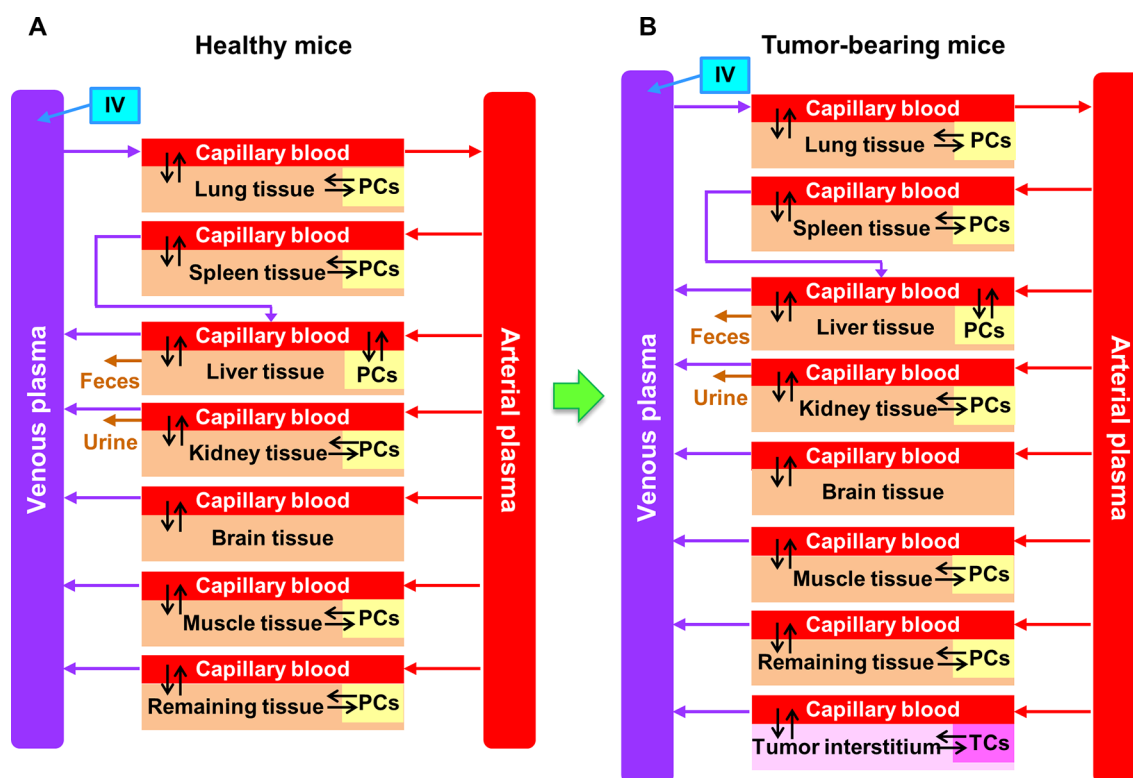 A
Healthy mice
IV
Venous plasma
Arterial plasma
Capillary blood
Lung tissue
PCs
Capillary blood
Spleen tissue
PCs
Capillary blood
Liver tissue
PCs
Feces
Capillary blood
Kidney tissue
PCs
Urine
Capillary blood
Brain tissue
Capillary blood
Muscle tissue
PCs
Capillary blood
Remaining tissue
PCs
B
Tumor-bearing mice
IV
Venous plasma
Arterial plasma
Capillary blood
Lung tissue
PCs
Capillary blood
Spleen tissue
PCs
Capillary blood
Liver tissue
PCs
Feces
Capillary blood
Kidney tissue
PCs
Urine
Capillary blood
Brain tissue
Capillary blood
Muscle tissue
PCs
Capillary blood
Remaining tissue
PCs
Capillary blood
Tumor interstitium
TCs